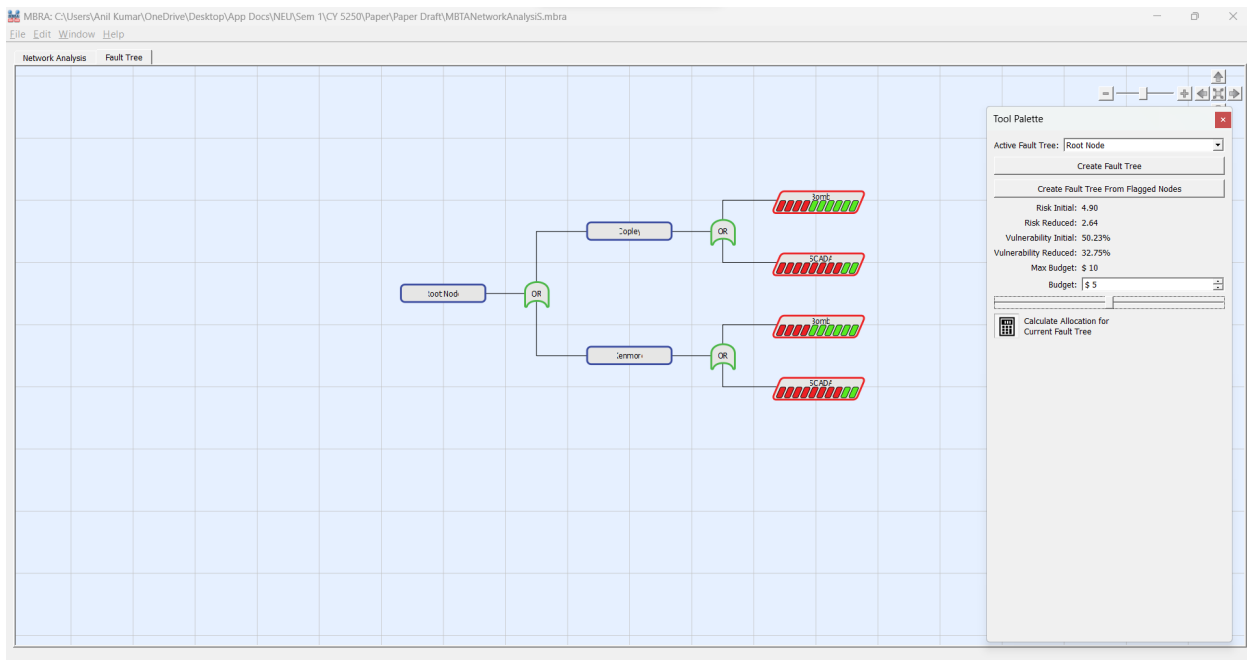 MBRA: C:\Users\Anil Kumar\OneDrive\Desktop\App Docs\NEU\Sem 1\CY 5250\Paper\Paper Draft\MBTANetworkAnalysiS.mbra
File Edit Window Help
Network Analysis Fault Tree
Tool Palette
Active Fault Tree: Root Node
Create Fault Tree
Create Fault Tree From Flagged Nodes
Risk Initial: 4.90
Risk Reduced: 2.64
Vulnerability Initial: 50.23%
Vulnerability Reduced: 32.75%
Max Budget: $ 10
Budget: $ 5
Calculate Allocation for
Current Fault Tree
OR
OR
OR